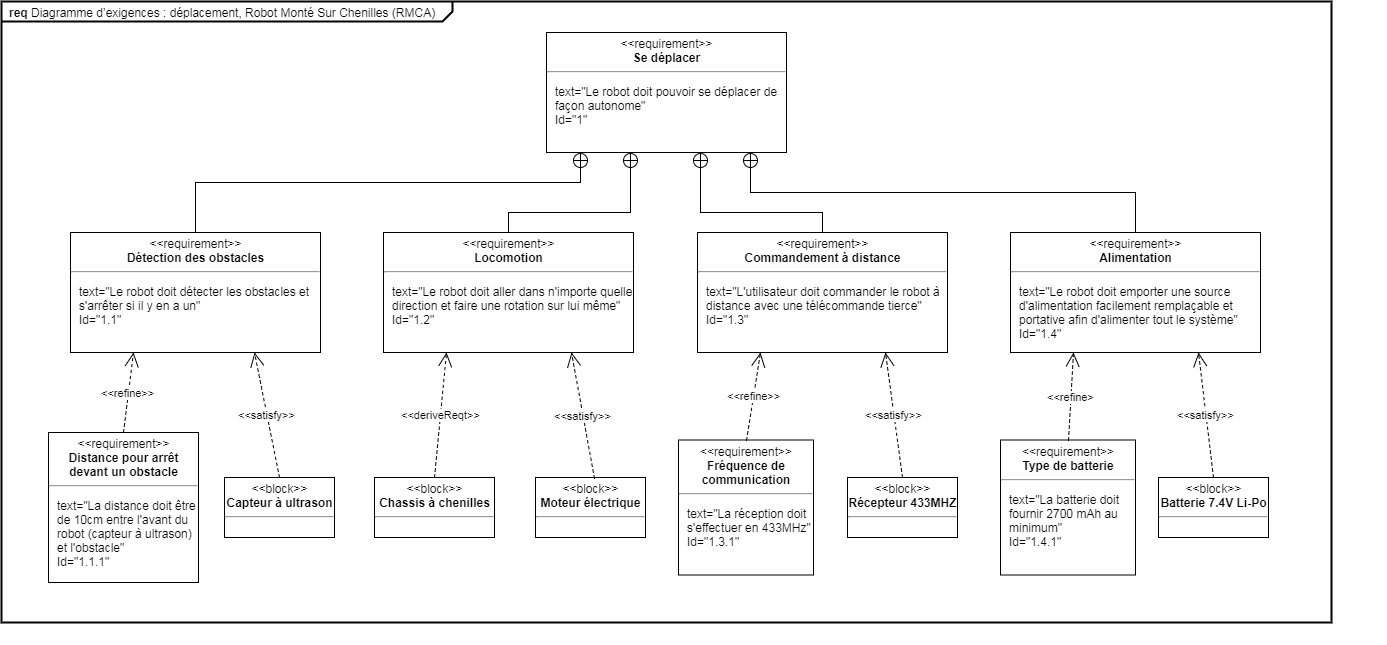 req Diagramme d'exigences : déplacement, Robot Monté Sur Chenilles (RMCA)
<<requirement>>
Se déplacer
text="Le robot doit pouvoir se déplacer de
façon autonome"
Id="1"
<<requirement>>
Détection des obstacles
text="Le robot doit détecter les obstacles et
s'arrêter si il y en a un"
Id="1.1"
<<requirement>>
Locomotion
text="Le robot doit aller dans n'importe quelle
direction et faire une rotation sur lui même"
Id="1.2"
<<requirement>>
Commandement à distance
text="L'utilisateur doit commander le robot à
distance avec une télécommande tierce"
Id="1.3"
<<requirement>>
Alimentation
text="Le robot doit emporter une source
d'alimentation facilement remplaçable et
portative afin d'alimenter tout le système"
Id="1.4"
<<refine>>
<<satisfy>>
<<deriveReqt>>
<<satisfy>>
<<refine>>
<<satisfy>>
<<refine>
<<satisfy>>
<<requirement>>
Distance pour arrêt
devant un obstacle
text="La distance doit être
de 10cm entre l'avant du
robot (capteur à ultrason)
et l'obstacle"
Id="1.1.1"
<<block>>
Capteur à ultrason
<<block>>
Chassis à chenilles
<<block>>
Moteur électrique
<<requirement>>
Fréquence de
communication
text="La réception doit
s'effectuer en 433MHz"
Id="1.3.1"
<<block>>
Récepteur 433MHZ
<<requirement>>
Type de batterie
text="La batterie doit
fournir 2700 mAh au
minimum"
Id="1.4.1"
<<block>>
Batterie 7.4V Li-Po